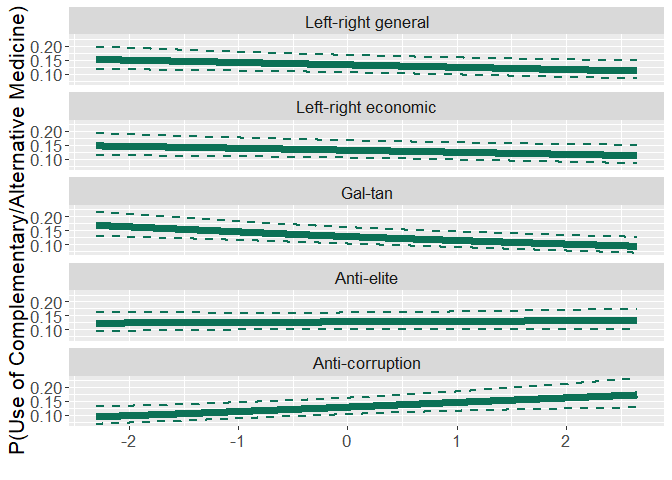 P(Use of Complementary/Alternative Medicine)
Left-right general
0.20
0.15
0.10
Left-right economic
0.20
0.15
0.10
Gal-tan
0.20
0.15
0.10
Anti-elite
0.20
0.15
0.10
Anti-corruption
0.20
0.15
0.10
-2 -1 0 1 2